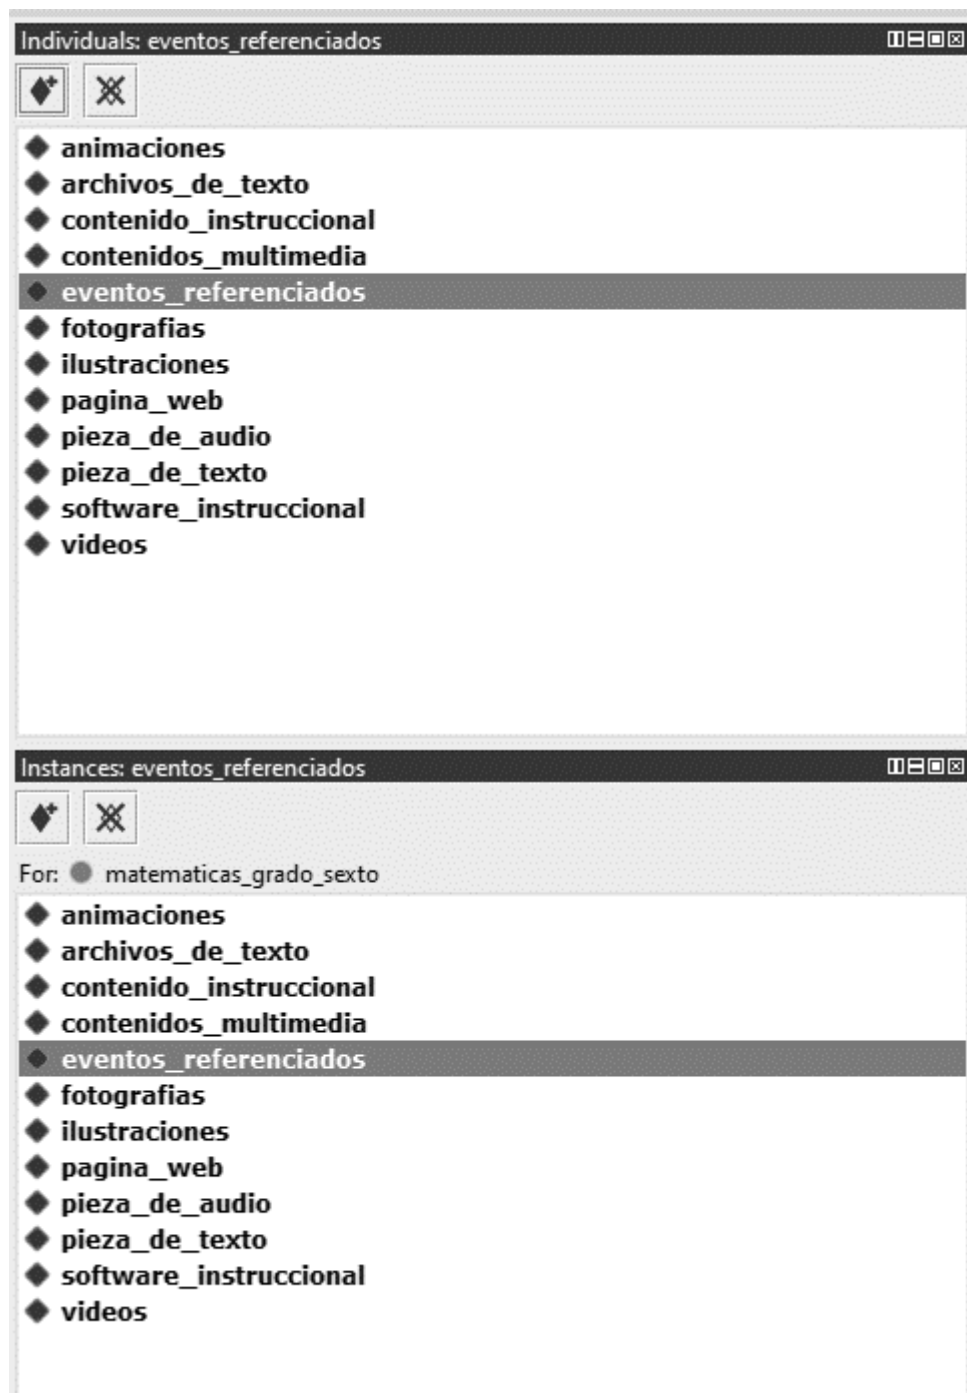 Individuals: eventos_referenciados
animaciones
archivos_de_texto
contenido_instruccional
contenidos_multimedia
eventos_referenciados
fotografias
ilustraciones
pagina_web
pieza_de_audio
pieza_de_texto
software_instruccional
videos
Instances: eventos_referenciados
For: matematicas_grado_sexto
animaciones
archivos_de_texto
contenido_instruccional
contenidos_multimedia
eventos_referenciados
fotografias
ilustraciones
pagina_web
pieza_de_audio
pieza_de_texto
software_instruccional
videos